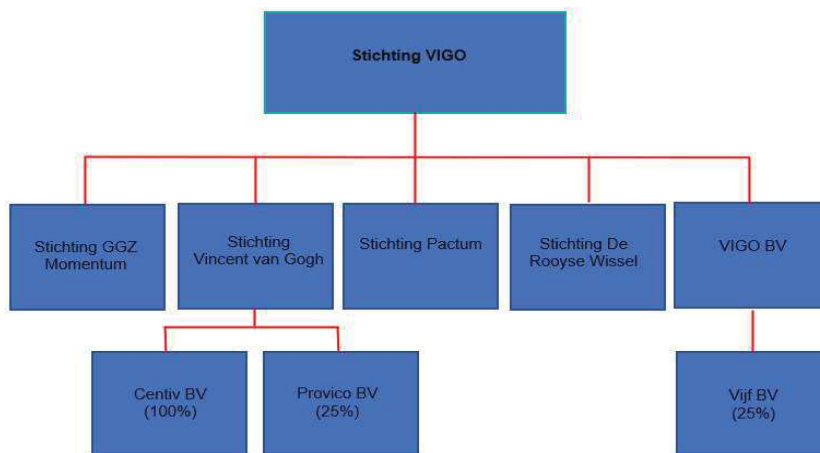 Stichting VIGO
Stichting GGZ
Momentum
Stichting
Vincent van Gogh
Stichting Pactum
Stichting De
Rooyse Wissel
VIGO BV
Centiv BV
(100%)
Provico BV
(25%)
Vijf BV
(25%)